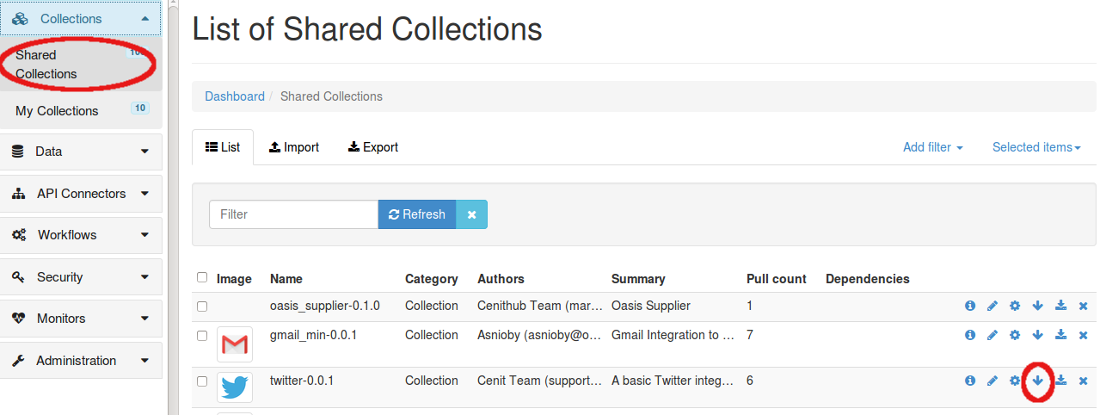 Collections
Shared
Collections
My Collections 10
Data
API Connectors
Workflows
Security
Monitors
Administration
List of Shared Collections
Dashboard / Shared Collections
List Import Export Add filter Selected items
Filter Refresh
Image Name Category Authors Summary Pull count Dependencies
oasis_supplier-0.1.0 Collection Cenithub Team (mar... Oasis Supplier 1
gmail_min-0.0.1 Collection Asnioby (asnioby@o... Gmail Integration to ... 7
twitter-0.0.1 Collection Cenit Team (support... A basic Twitter integ... 6